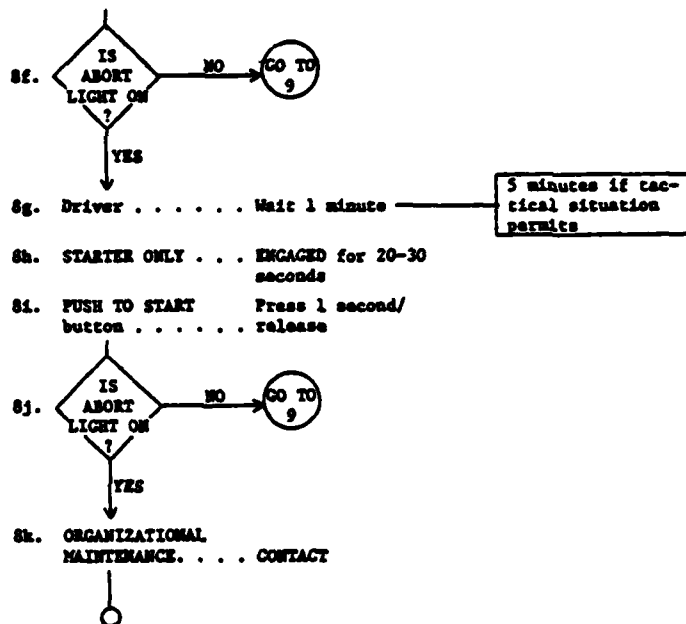 IS
8f. ABORT NO GO TO
LIGHT ON 9
?
YES
8g. Driver . . . . . . Wait 1 minute
5 minutes if tac-
tical situation
permits
8h. STARTER ONLY . . . ENGAGED for 20-30
seconds
8i. PUSH TO START Press 1 second/
button . . . . . . release
IS
8j. ABORT NO GO TO
LIGHT ON 9
?
YES
8k. ORGANIZATIONAL
MAINTENANCE. . . . CONTACT